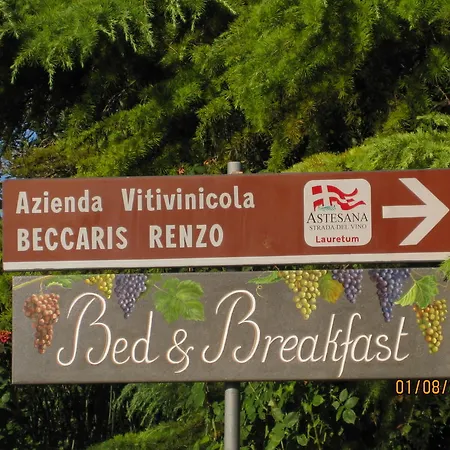 Azienda Vitivinicola
BECCARIS RENZO
ASTESANA
STRADA DEL VINO
Lauretum
Bed & Breakfast
01/08/